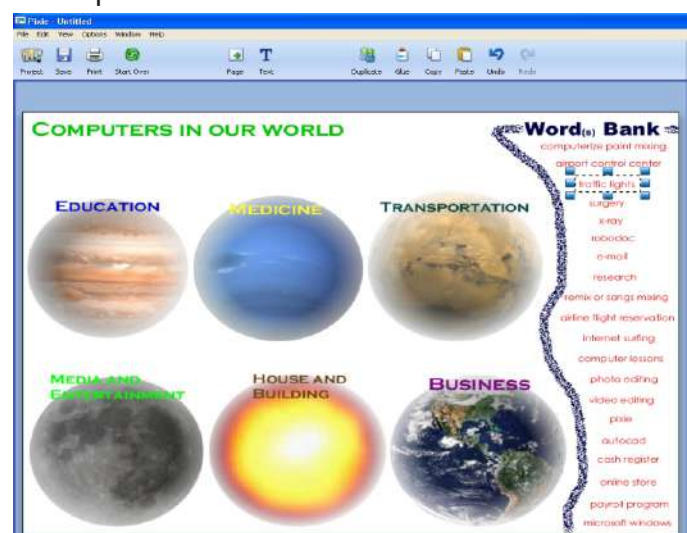 Pixie - Untitled
File Edit View Options Window Help
Project Save Print Start Over Page Text Duplicate Glue Copy Paste Undo Redo
COMPUTERS IN OUR WORLD
Word(s) Bank
computerize paint mixing
airport control center
traffic lights
surgery
x-ray
robodoc
e-mail
research
remix or songs mixing
airline flight reservation
internet surfing
computer lessons
photo editing
video editing
pixie
autocad
cash register
online store
payroll program
microsoft windows
EDUCATION
MEDICINE
TRANSPORTATION
MEDIA AND
ENTERTAINMENT
HOUSE AND
BUILDING
BUSINESS